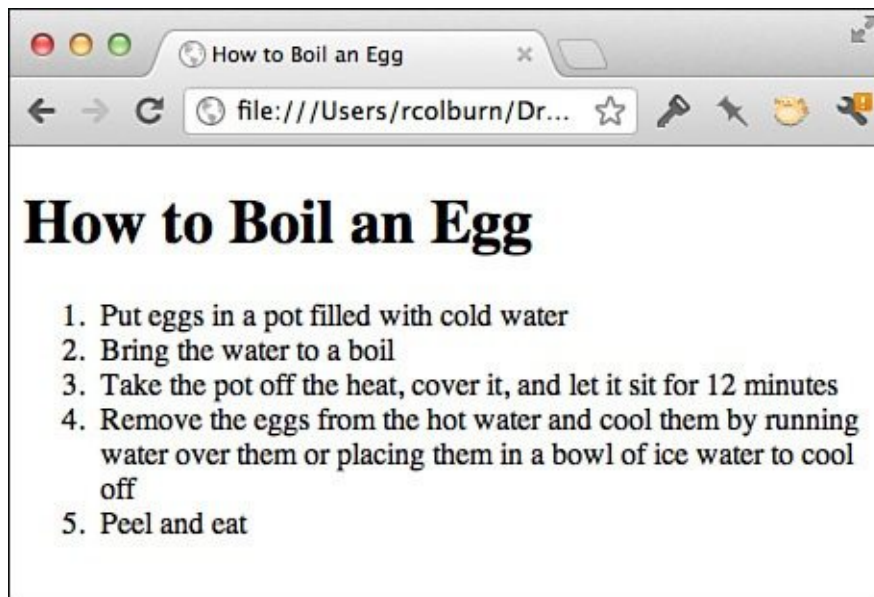 How to Boil an Egg
file:///Users/rcolburn/Dr...
How to Boil an Egg
1. Put eggs in a pot filled with cold water
2. Bring the water to a boil
3. Take the pot off the heat, cover it, and let it sit for 12 minutes
4. Remove the eggs from the hot water and cool them by running
water over them or placing them in a bowl of ice water to cool
off
5. Peel and eat